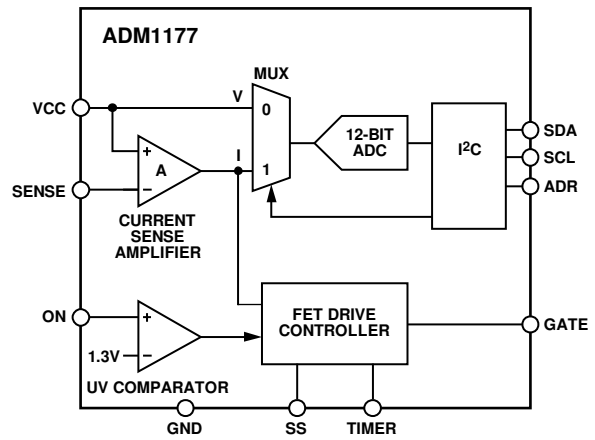 ADM1177
MUX
VCC
V
0
12-BIT
ADC
I²C
SDA
SCL
ADR
I
1
+
A
−
SENSE
CURRENT
SENSE
AMPLIFIER
ON
+
1.3V
−
UV COMPARATOR
FET DRIVE
CONTROLLER
GATE
GND
SS
TIMER